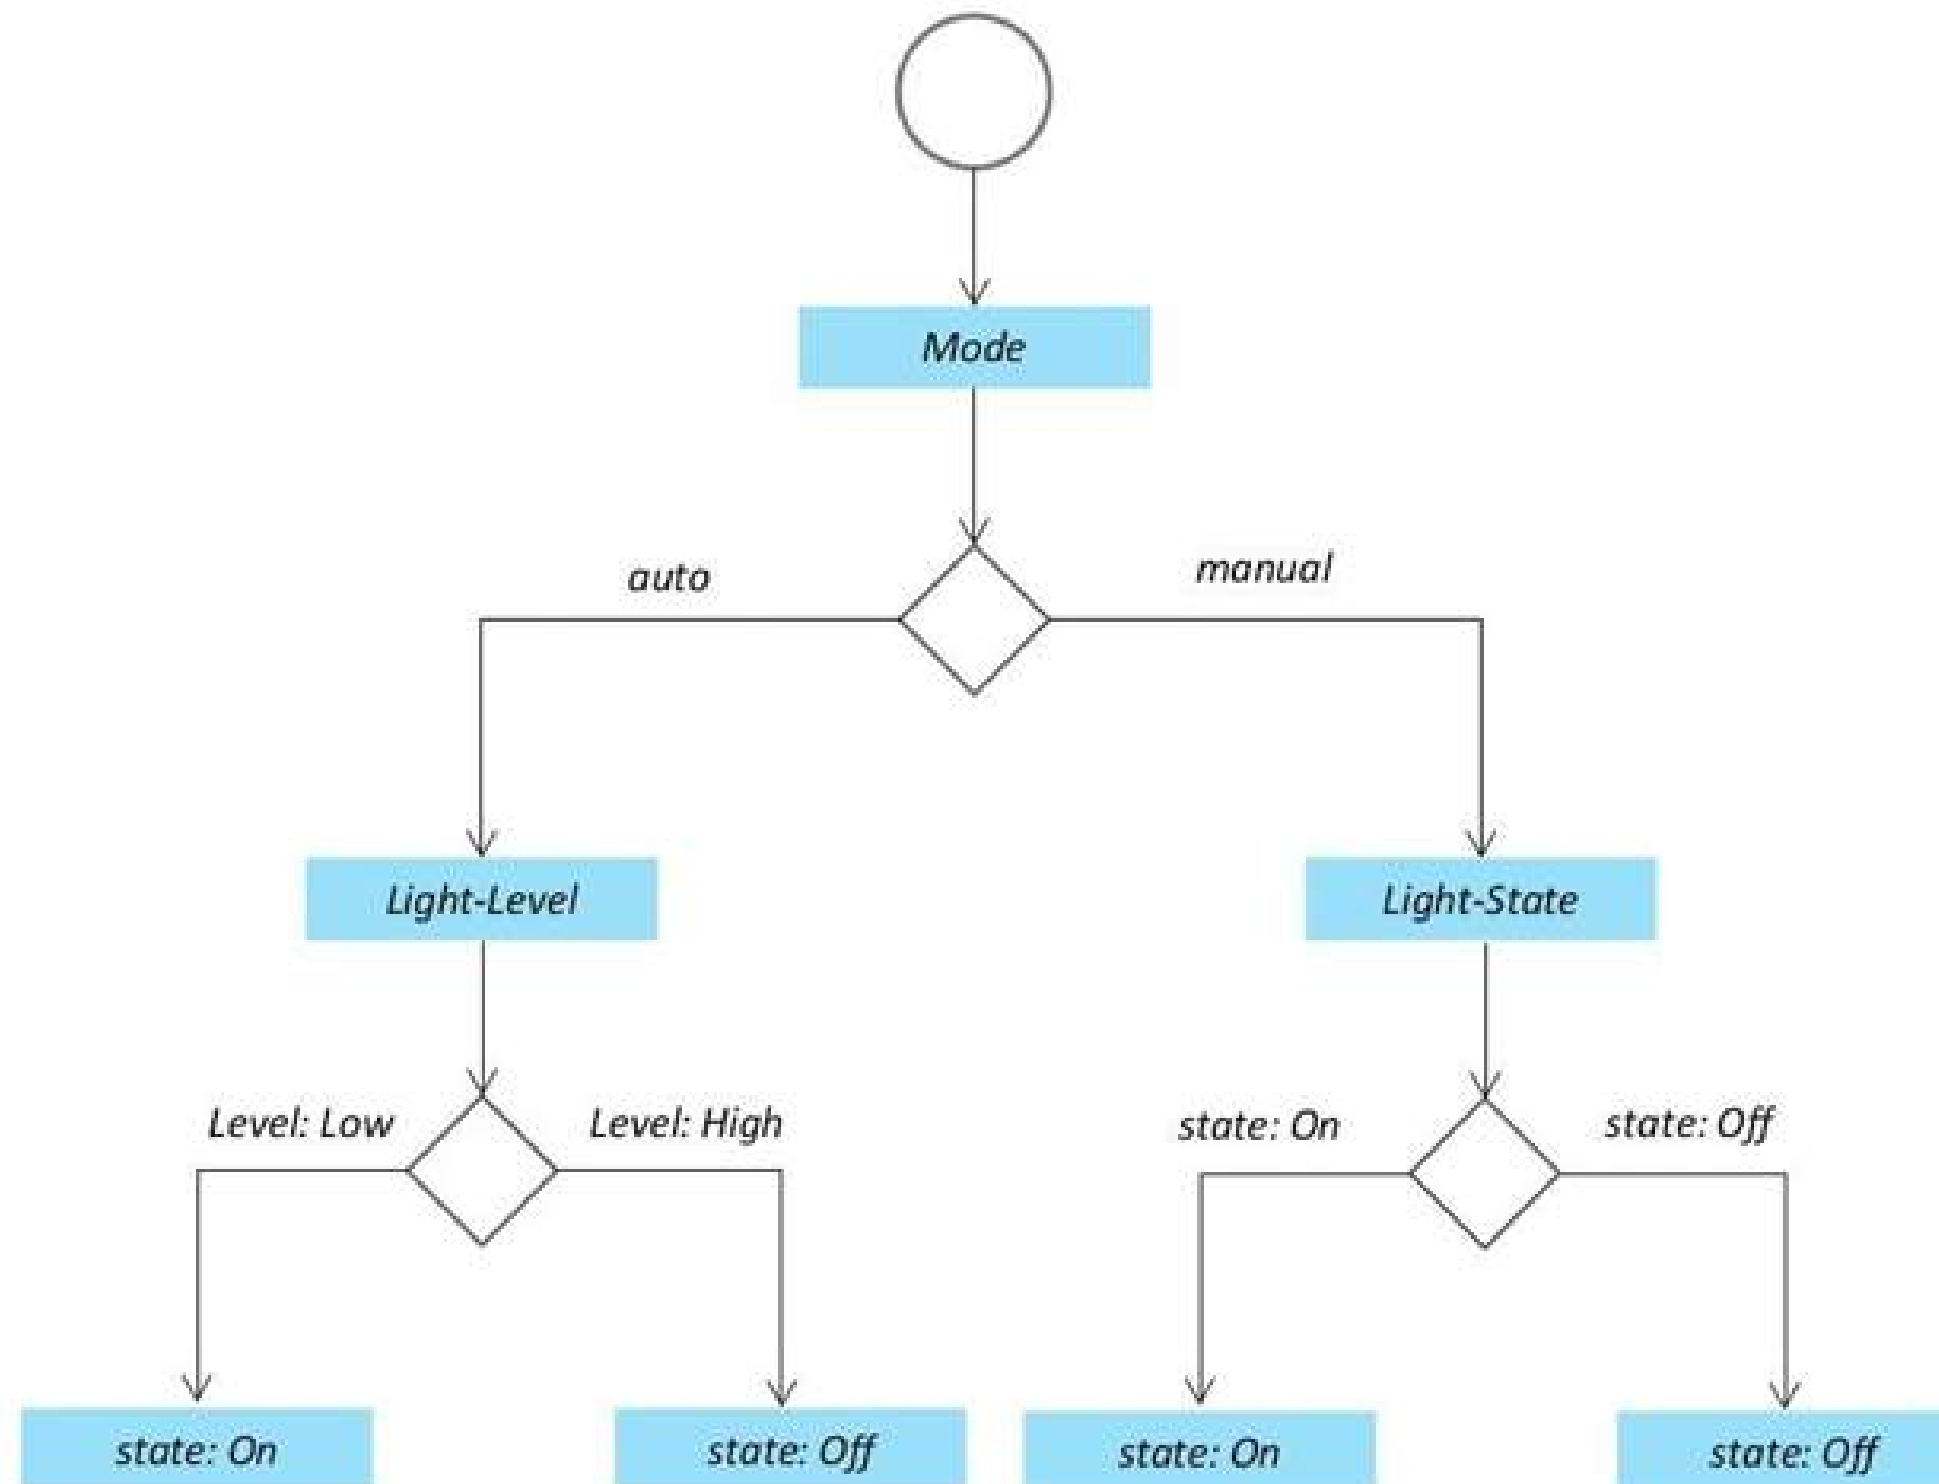 Mode
auto
manual
Light-Level
Light-State
Level: Low
Level: High
state: On
state: Off
state: On
state: Off
state: On
state: Off